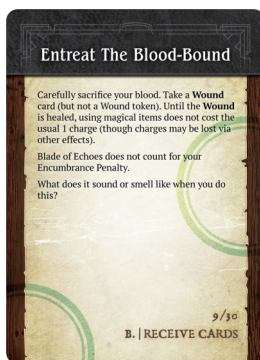 Entreat The Blood-Bound
Carefully sacrifice your blood. Take a Wound
card (but not a Wound token). Until the Wound
is healed, using magical items does not cost the
usual 1 charge (though charges may be lost via
other effects).
Blade of Echoes does not count for your
Encumbrance Penalty.
What does it sound or smell like when you do
this?
9/30
B. | RECEIVE CARDS